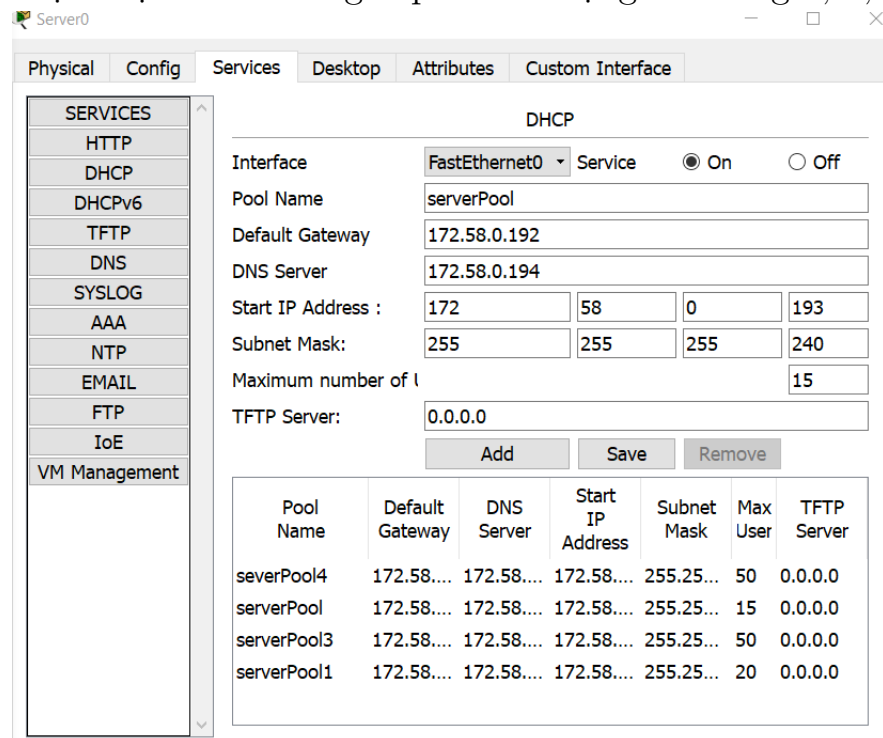 Server0
Physical Config Services Desktop Attributes Custom Interface
SERVICES
HTTP
DHCP
DHCPv6
TFTP
DNS
SYSLOG
AAA
NTP
EMAIL
FTP
IoE
VM Management
DHCP
Interface FastEthernet0 Service On Off
Pool Name serverPool
Default Gateway 172.58.0.192
DNS Server 172.58.0.194
Start IP Address : 172 58 0 193
Subnet Mask: 255 255 255 240
Maximum number of 15
TFTP Server: 0.0.0.0
Add Save Remove
Pool Name Default Gateway DNS Server Start IP Address Subnet Mask Max User TFTP Server
severPool4 172.58.... 172.58.... 172.58.... 255.25... 50 0.0.0.0
serverPool 172.58.... 172.58.... 172.58.... 255.25... 15 0.0.0.0
serverPool3 172.58.... 172.58.... 172.58.... 255.25... 50 0.0.0.0
serverPool1 172.58.... 172.58.... 172.58.... 255.25... 20 0.0.0.0